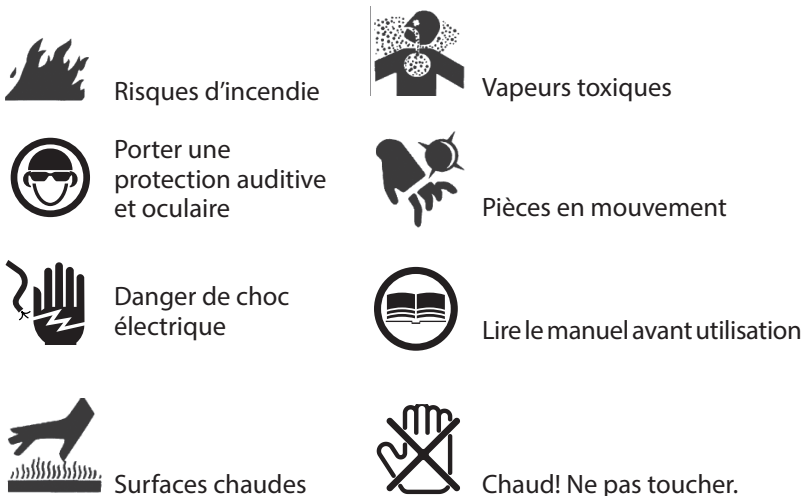 Risques d’incendie
Vapeurs toxiques
Porter une
protection auditive
et oculaire
Pièces en mouvement
Danger de choc
électrique
Lire le manuel avant utilisation
Surfaces chaudes
Chaud! Ne pas toucher.